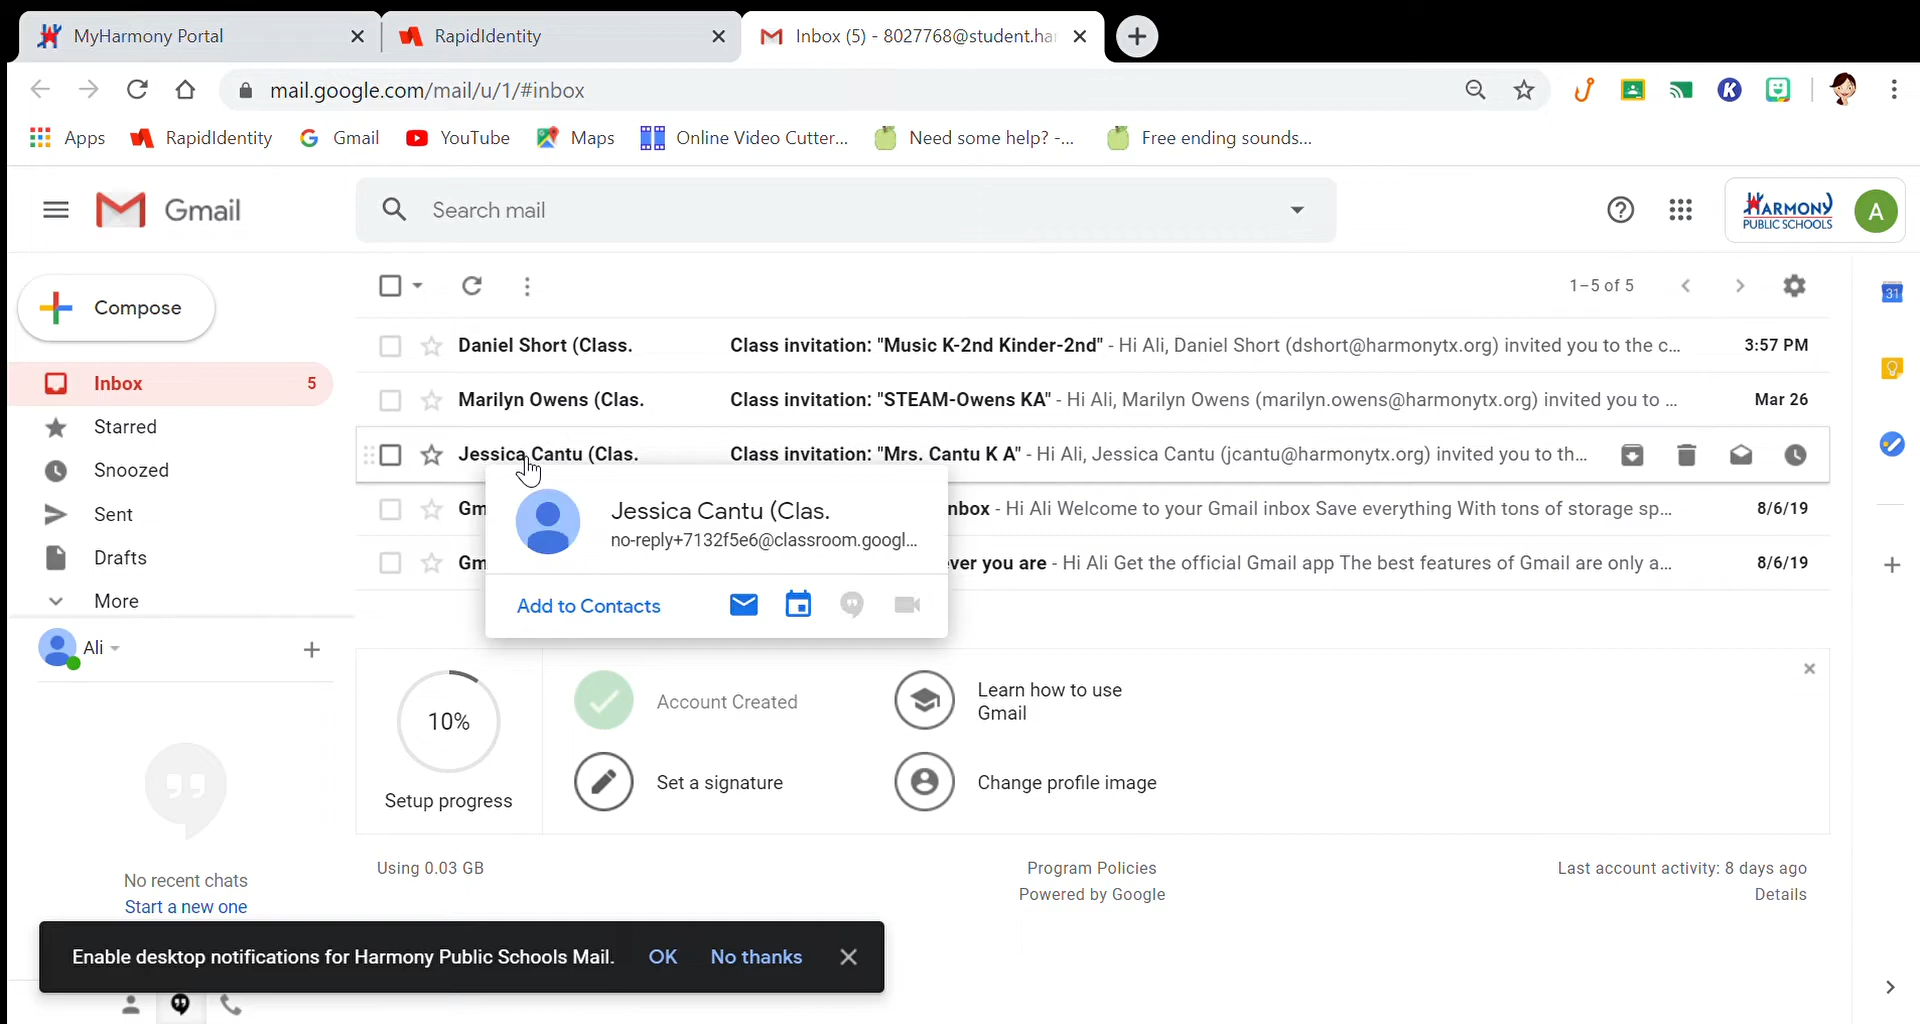 MyHarmony Portal
RapidIdentity
Inbox (5) - 8027768@student.ha
mail.google.com/mail/u/1/#inbox
Apps
RapidIdentity
Gmail
YouTube
Maps
Online Video Cutter...
Need some help? -...
Free ending sounds...
Gmail
Search mail
HARMONY
PUBLIC SCHOOLS
A
Compose
1–5 of 5
31
Daniel Short (Class. Class invitation: "Music K-2nd Kinder-2nd" - Hi Ali, Daniel Short (dshort@harmonytx.org) invited you to the c... 3:57 PM
Inbox 5
Marilyn Owens (Clas. Class invitation: "STEAM-Owens KA" - Hi Ali, Marilyn Owens (marilyn.owens@harmonytx.org) invited you to ... Mar 26
Starred
Jessica Cantu (Clas. Class invitation: "Mrs. Cantu K A" - Hi Ali, Jessica Cantu (jcantu@harmonytx.org) invited you to th...
Snoozed
Gm nbox - Hi Ali Welcome to your Gmail inbox Save everything With tons of storage sp... 8/6/19
Sent
Jessica Cantu (Clas.
no-reply+7132f5e6@classroom.googl...
Gm ver you are - Hi Ali Get the official Gmail app The best features of Gmail are only a... 8/6/19
Drafts
Add to Contacts
More
Ali
10%
Setup progress
Account Created
Learn how to use
Gmail
Set a signature
Change profile image
Using 0.03 GB
Program Policies
Powered by Google
Last account activity: 8 days ago
Details
No recent chats
Start a new one
Enable desktop notifications for Harmony Public Schools Mail. OK No thanks